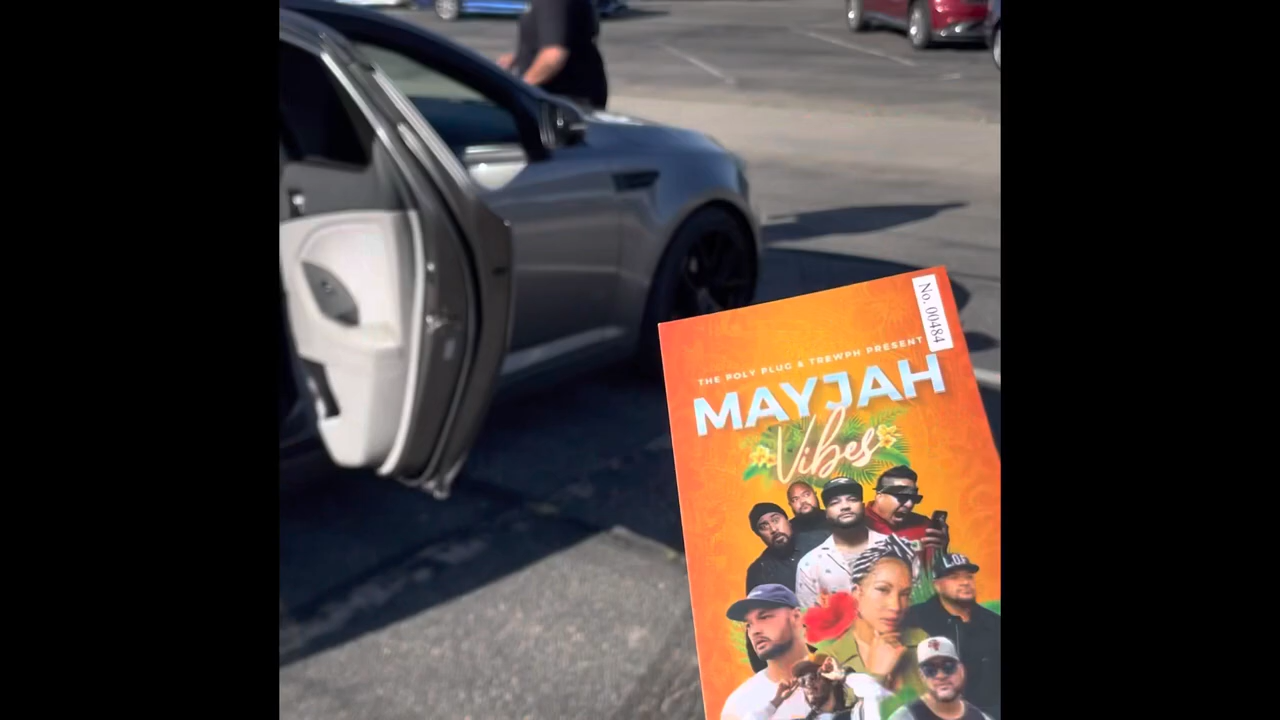 No. 00484
THE POLY PLUG & TREWPH PRESENT
MAYJAH
Vibes
L.O.F